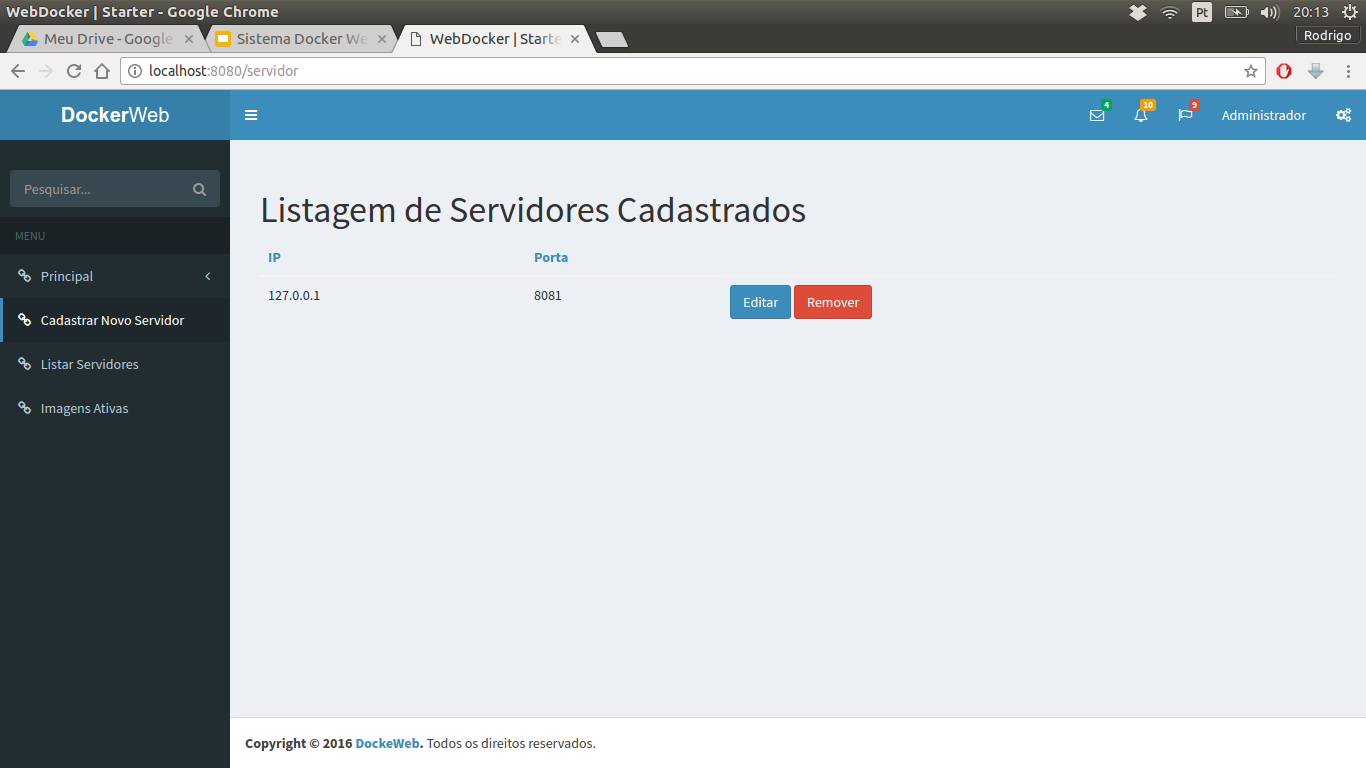 WebDocker | Starter - Google Chrome
Pt
20:13
Meu Drive - Google
Sistema Docker We
WebDocker | Starte
Rodrigo
localhost:8080/servidor
DockerWeb
4
10
9
Administrador
Pesquisar...
MENU
Principal
Cadastrar Novo Servidor
Listar Servidores
Imagens Ativas
Listagem de Servidores Cadastrados
IP Porta
127.0.0.1 8081 Editar Remover
Copyright © 2016 DockeWeb. Todos os direitos reservados.